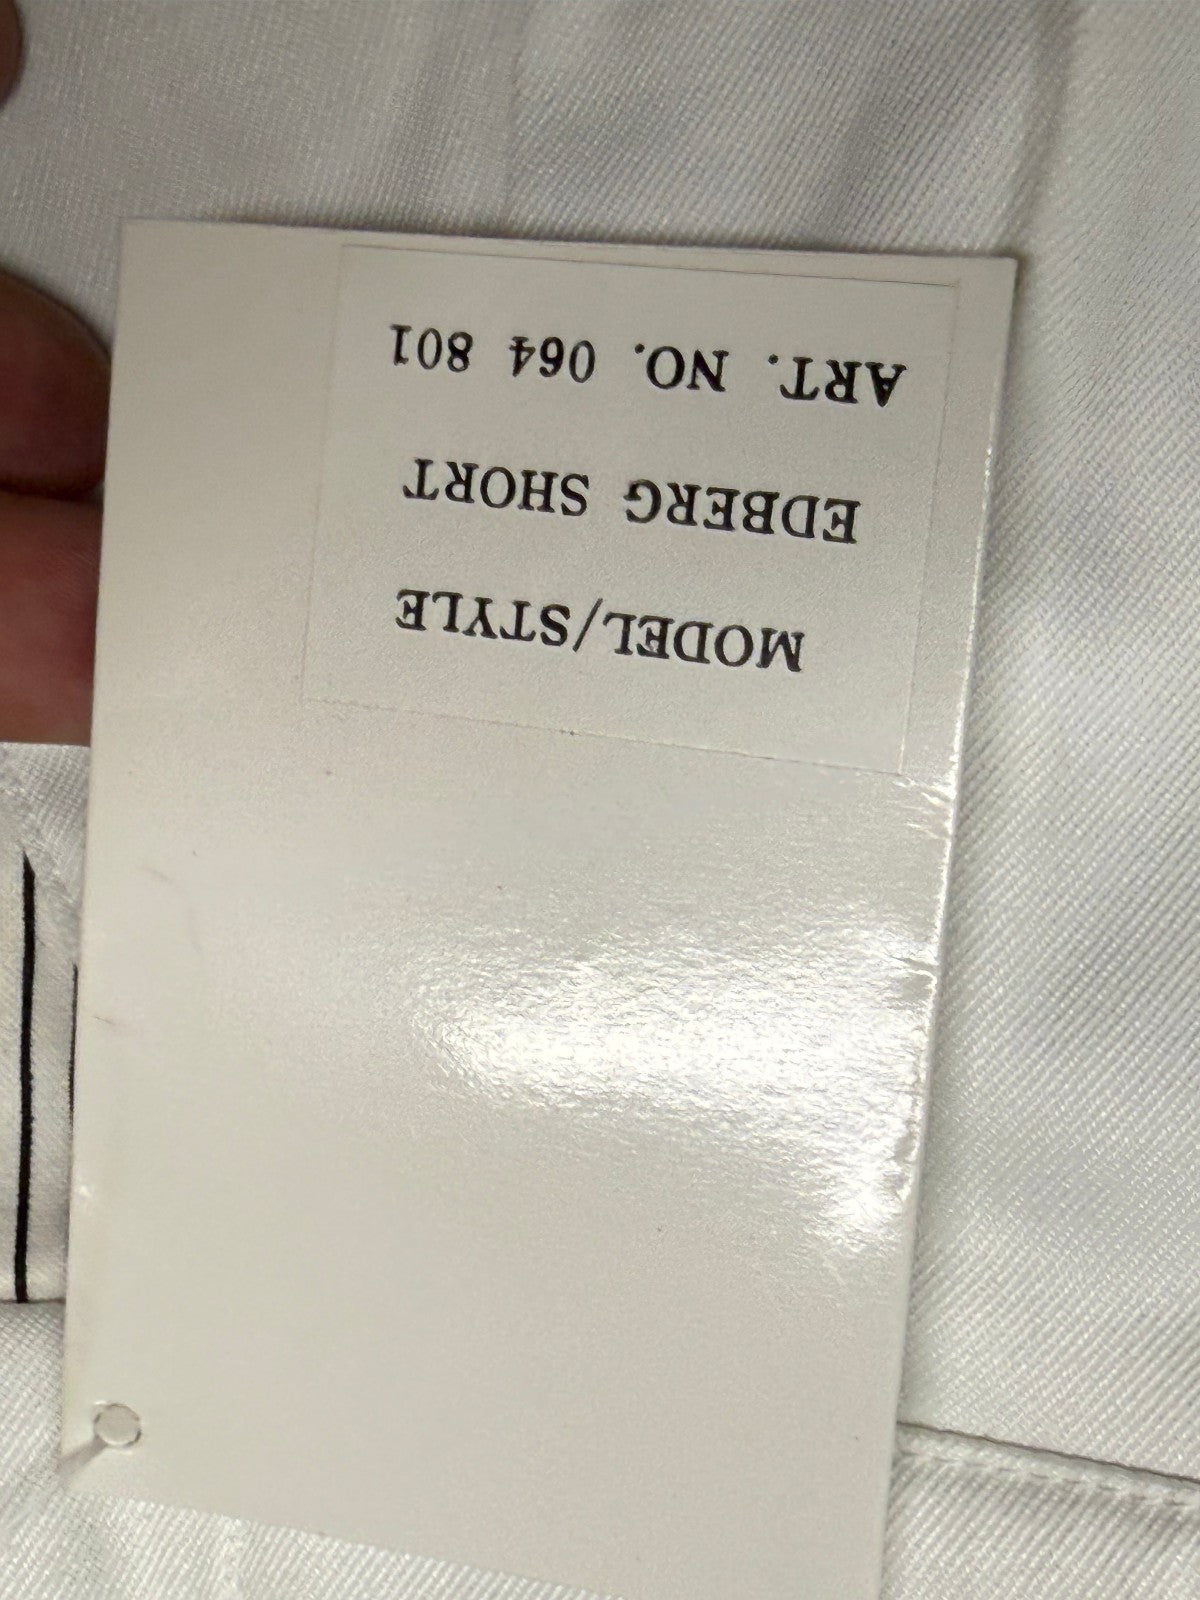 MODEL/STYLE
EDBERG SHORT
ART. NO. 064 801